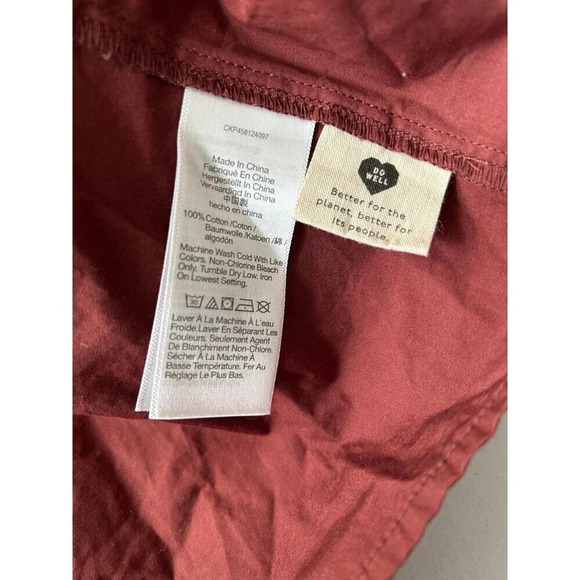 CKP458124097
Made In China
Fabriqué En Chine
Hergestellt In China
Vervaardigd In China
中国製
hecho en china
100% Cotton /Coton /
Baumwolle /Katoen /綿 /
algodón
Machine Wash Cold With Like
Colors. Non-Chlorine Bleach
Only. Tumble Dry Low. Iron
On Lowest Setting.
30
Laver À La Machine À L'eau
Froide.Laver En Séparant Les
Couleurs. Seulement Agent
De Blanchiment Non-Chlore.
Sécher À La Machine A
Basse Température. Fer Au
Réglage Le Plus Bas.
DO
WELL
Better for the
planet, better for
its people.